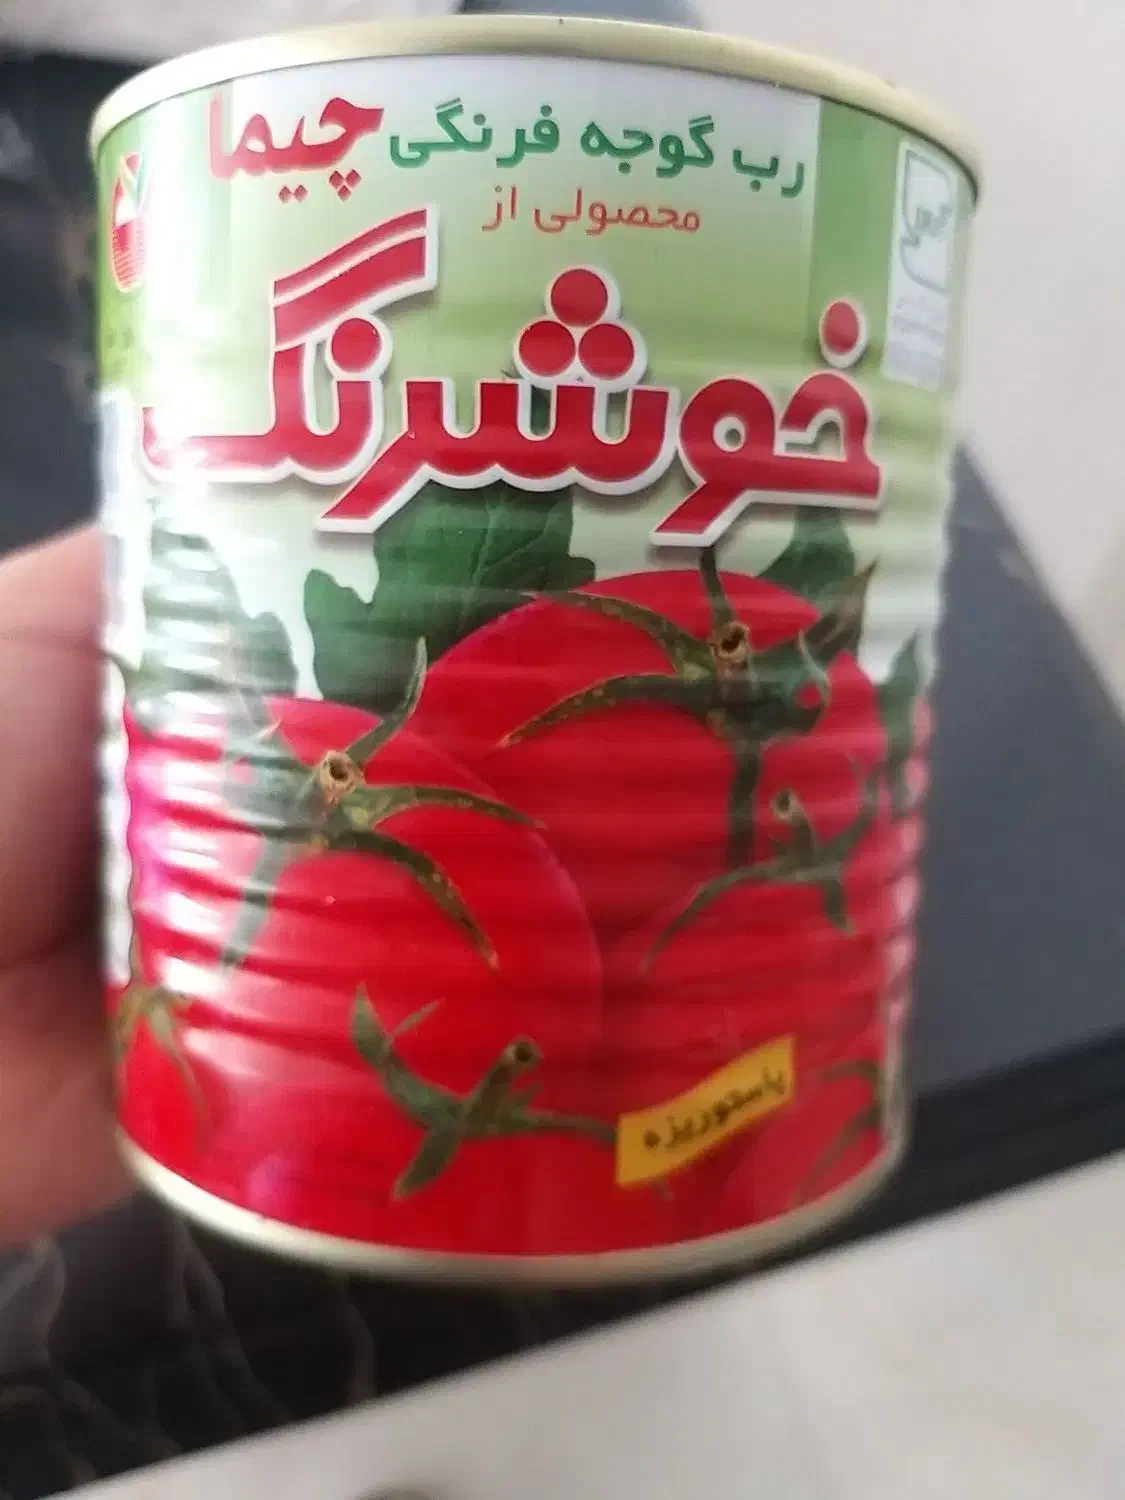 رب گوجه فرنگی چیما
محصولی از
خوشرنگ
پاستوریزه